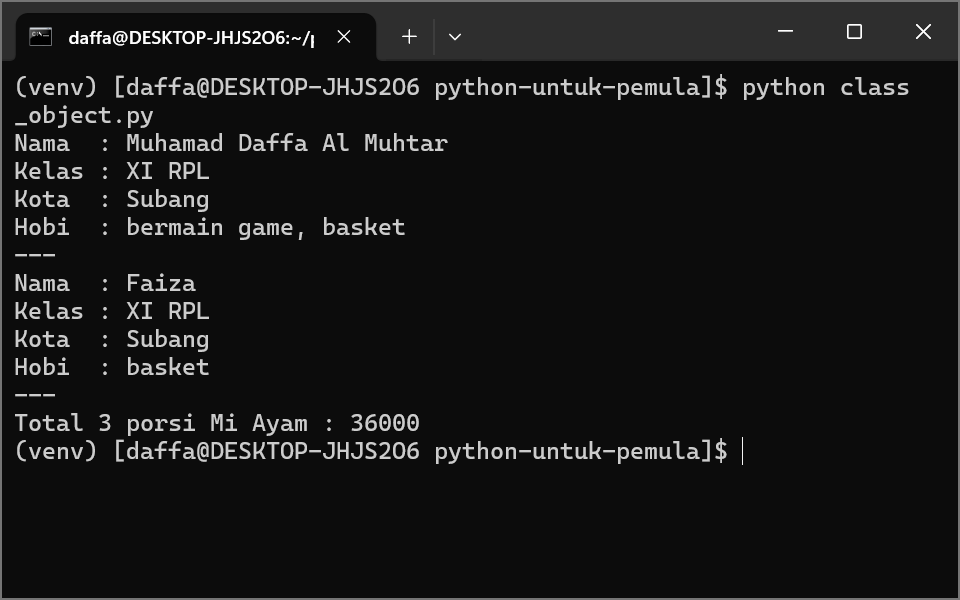 daffa@DESKTOP-JHJS2O6:~/p
(venv) [daffa@DESKTOP-JHJS2O6 python-untuk-pemula]$ python class
_object.py
Nama  : Muhamad Daffa Al Muhtar
Kelas : XI RPL
Kota  : Subang
Hobi  : bermain game, basket
---
Nama  : Faiza
Kelas : XI RPL
Kota  : Subang
Hobi  : basket
---
Total 3 porsi Mi Ayam : 36000
(venv) [daffa@DESKTOP-JHJS2O6 python-untuk-pemula]$